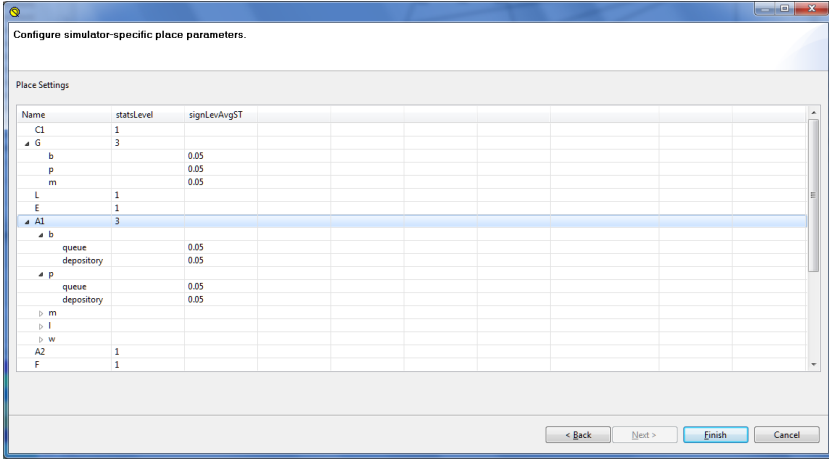 Configure simulator-specific place parameters.
Place Settings
Name statsLevel signLevAvgST
C1 1
G 3
b 0.05
p 0.05
m 0.05
L 1
E 1
A1 3
b
queue 0.05
depository 0.05
p
queue 0.05
depository 0.05
m
l
w
A2 1
F 1
< Back Next > Finish Cancel